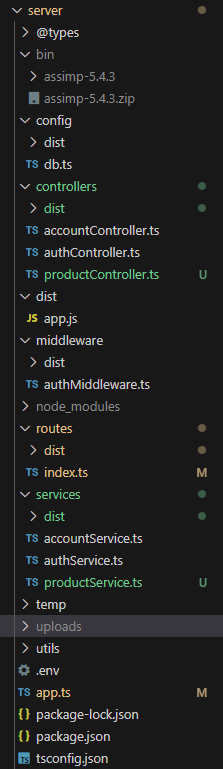 server
@types
bin
assimp-5.4.3
assimp-5.4.3.zip
config
dist
TS db.ts
controllers
dist
TS accountController.ts
TS authController.ts
TS productController.ts U
dist
JS app.js
middleware
dist
TS authMiddleware.ts
node_modules
routes
dist
TS index.ts M
services
dist
TS accountService.ts
TS authService.ts
TS productService.ts U
temp
uploads
utils
.env
TS app.ts M
{} package-lock.json
{} package.json
TS tsconfig.json